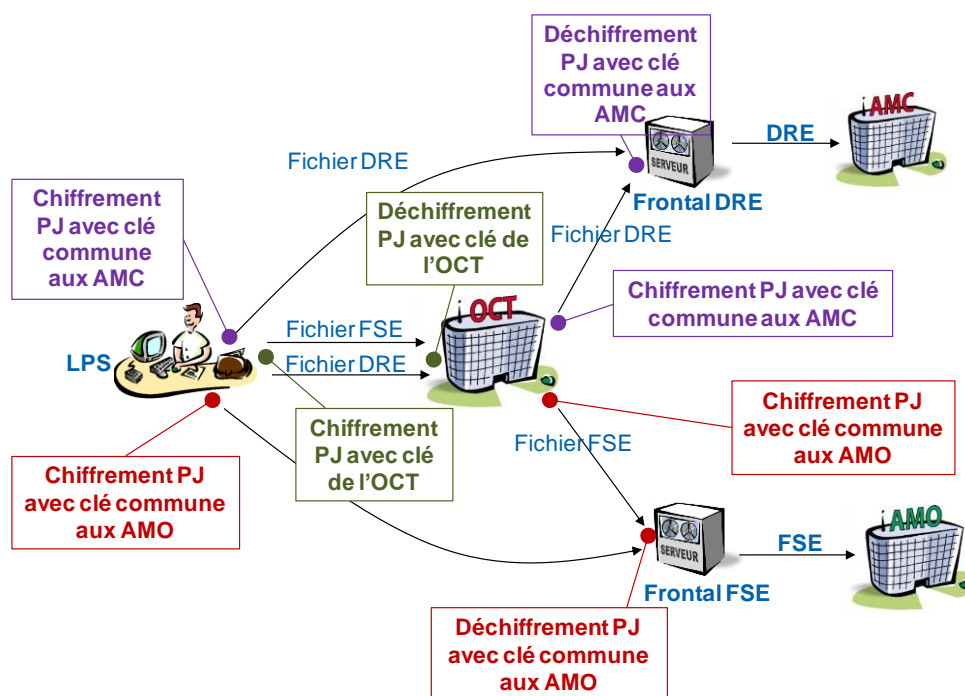 Déchiffrement
PJ avec clé
commune aux
AMC
AMC
DRE
SERVEUR
Fichier DRE
Frontal DRE
Chiffrement
PJ avec clé
commune
aux AMC
Déchiffrement
PJ avec clé de
l'OCT
Fichier DRE
Chiffrement PJ avec clé
commune aux AMC
OCT
Fichier FSE
LPS
Fichier DRE
Chiffrement PJ
avec clé commune
aux AMO
Chiffrement
PJ avec clé
de l'OCT
Fichier FSE
Chiffrement PJ
avec clé commune
aux AMO
AMO
FSE
SERVEUR
Frontal FSE
Déchiffrement PJ
avec clé commune
aux AMO